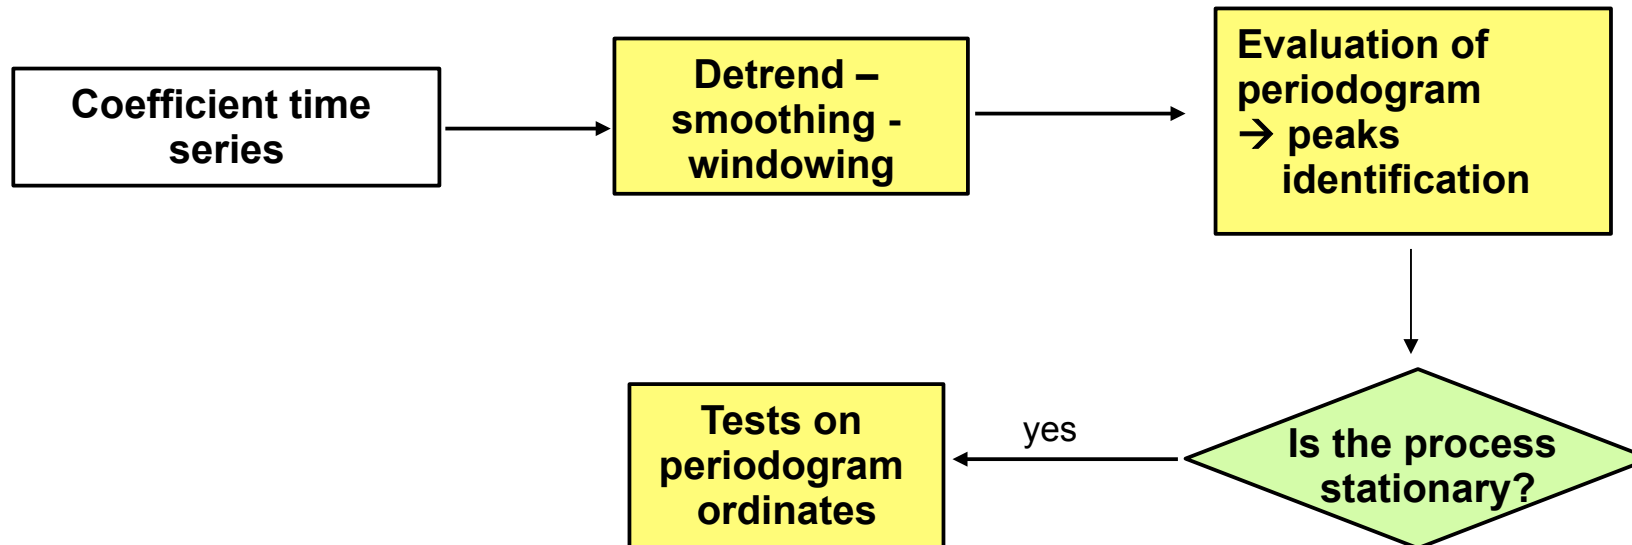 Coefficient time
series
Detrend –
smoothing -
windowing
Evaluation of
periodogram
→ peaks
identification
Is the process
stationary?
yes
Tests on
periodogram
ordinates